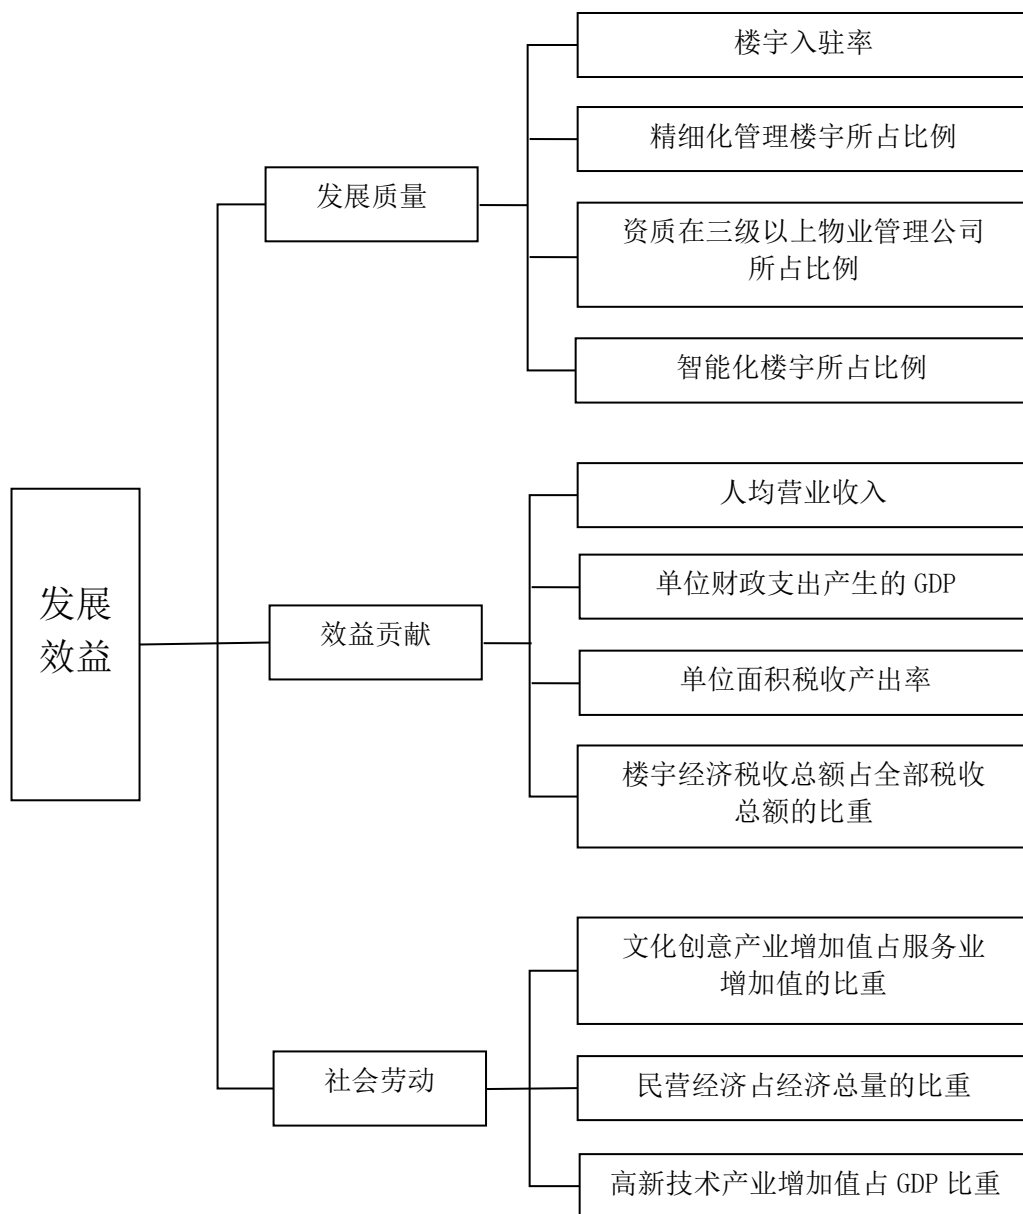 楼宇入驻率
精细化管理楼宇所占比例
发展质量
资质在三级以上物业管理公司
所占比例
智能化楼宇所占比例
发展
效益
人均营业收入
单位财政支出产生的 GDP
效益贡献
单位面积税收产出率
楼宇经济税收总额占全部税收
总额的比重
文化创意产业增加值占服务业
增加值的比重
社会劳动
民营经济占经济总量的比重
高新技术产业增加值占 GDP 比重